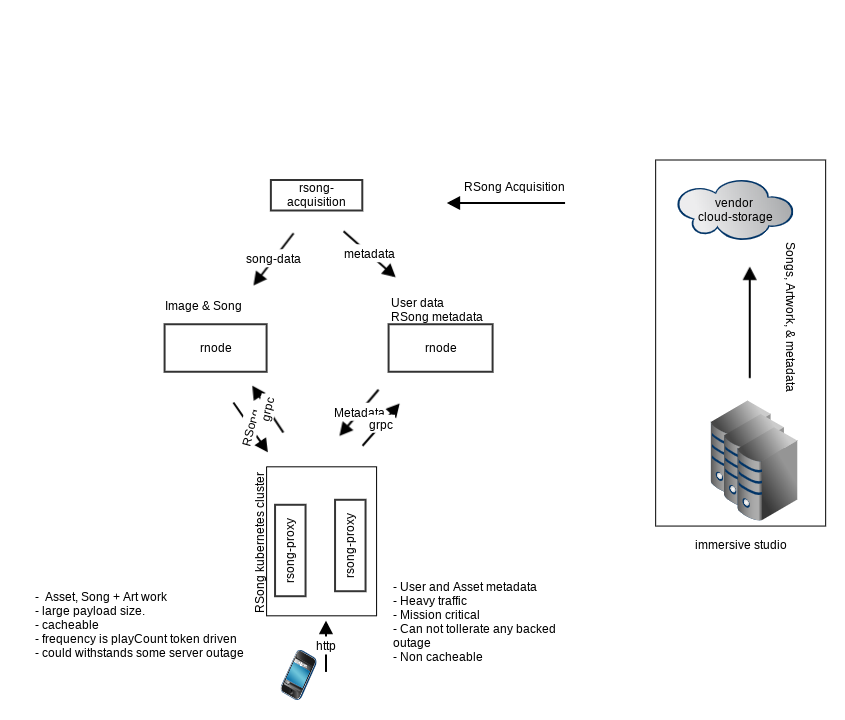 rsong-
acquisition
RSong Acquisition
vendor
cloud-storage
song-data
metadata
Songs, Artwork, & metadata
Image & Song
User data
RSong metadata
rnode
rnode
RSong
grpc
Metadata
grpc
RSong kubernetes cluster
rsong-proxy
rsong-proxy
immersive studio
-  Asset, Song + Art work
- large payload size.
- cacheable
- frequency is playCount token driven
- could withstands some server outage
- User and Asset metadata
- Heavy traffic
- Mission critical
- Can not tollerate any backed
outage
- Non cacheable
http